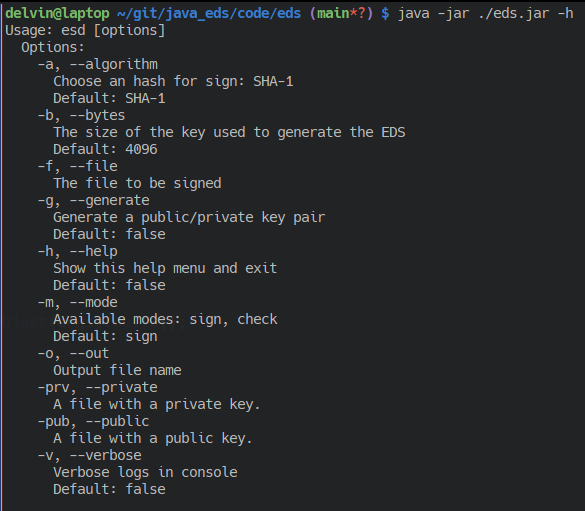 delvin@laptop ~/git/java_eds/code/eds (main*?) $ java -jar ./eds.jar -h
Usage: esd [options]
  Options:
    -a, --algorithm
      Choose an hash for sign: SHA-1
      Default: SHA-1
    -b, --bytes
      The size of the key used to generate the EDS
      Default: 4096
    -f, --file
      The file to be signed
    -g, --generate
      Generate a public/private key pair
      Default: false
    -h, --help
      Show this help menu and exit
      Default: false
    -m, --mode
      Available modes: sign, check
      Default: sign
    -o, --out
      Output file name
    -prv, --private
      A file with a private key.
    -pub, --public
      A file with a public key.
    -v, --verbose
      Verbose logs in console
      Default: false